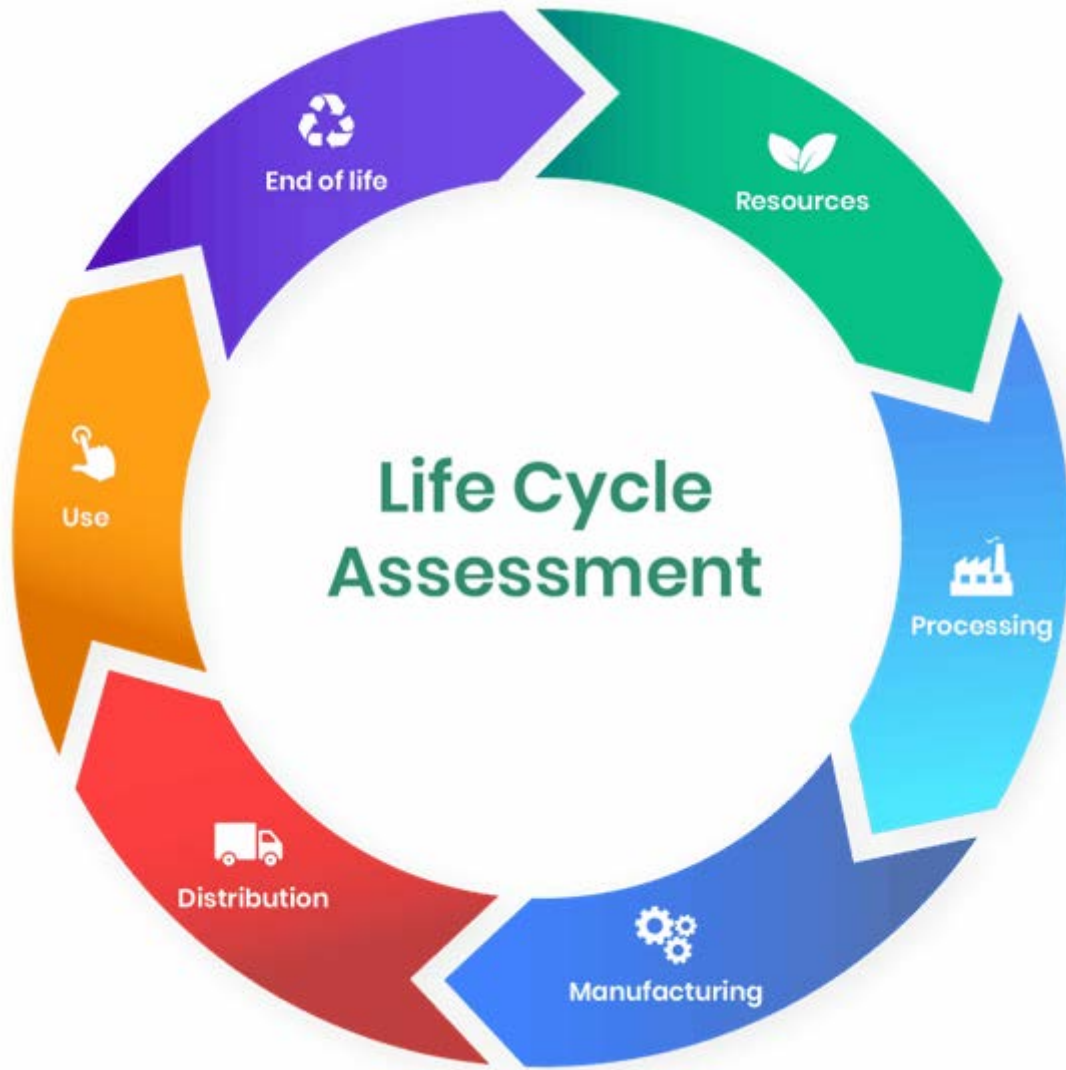 Life Cycle
Assessment
Resources
Processing
Manufacturing
Distribution
Use
End of life